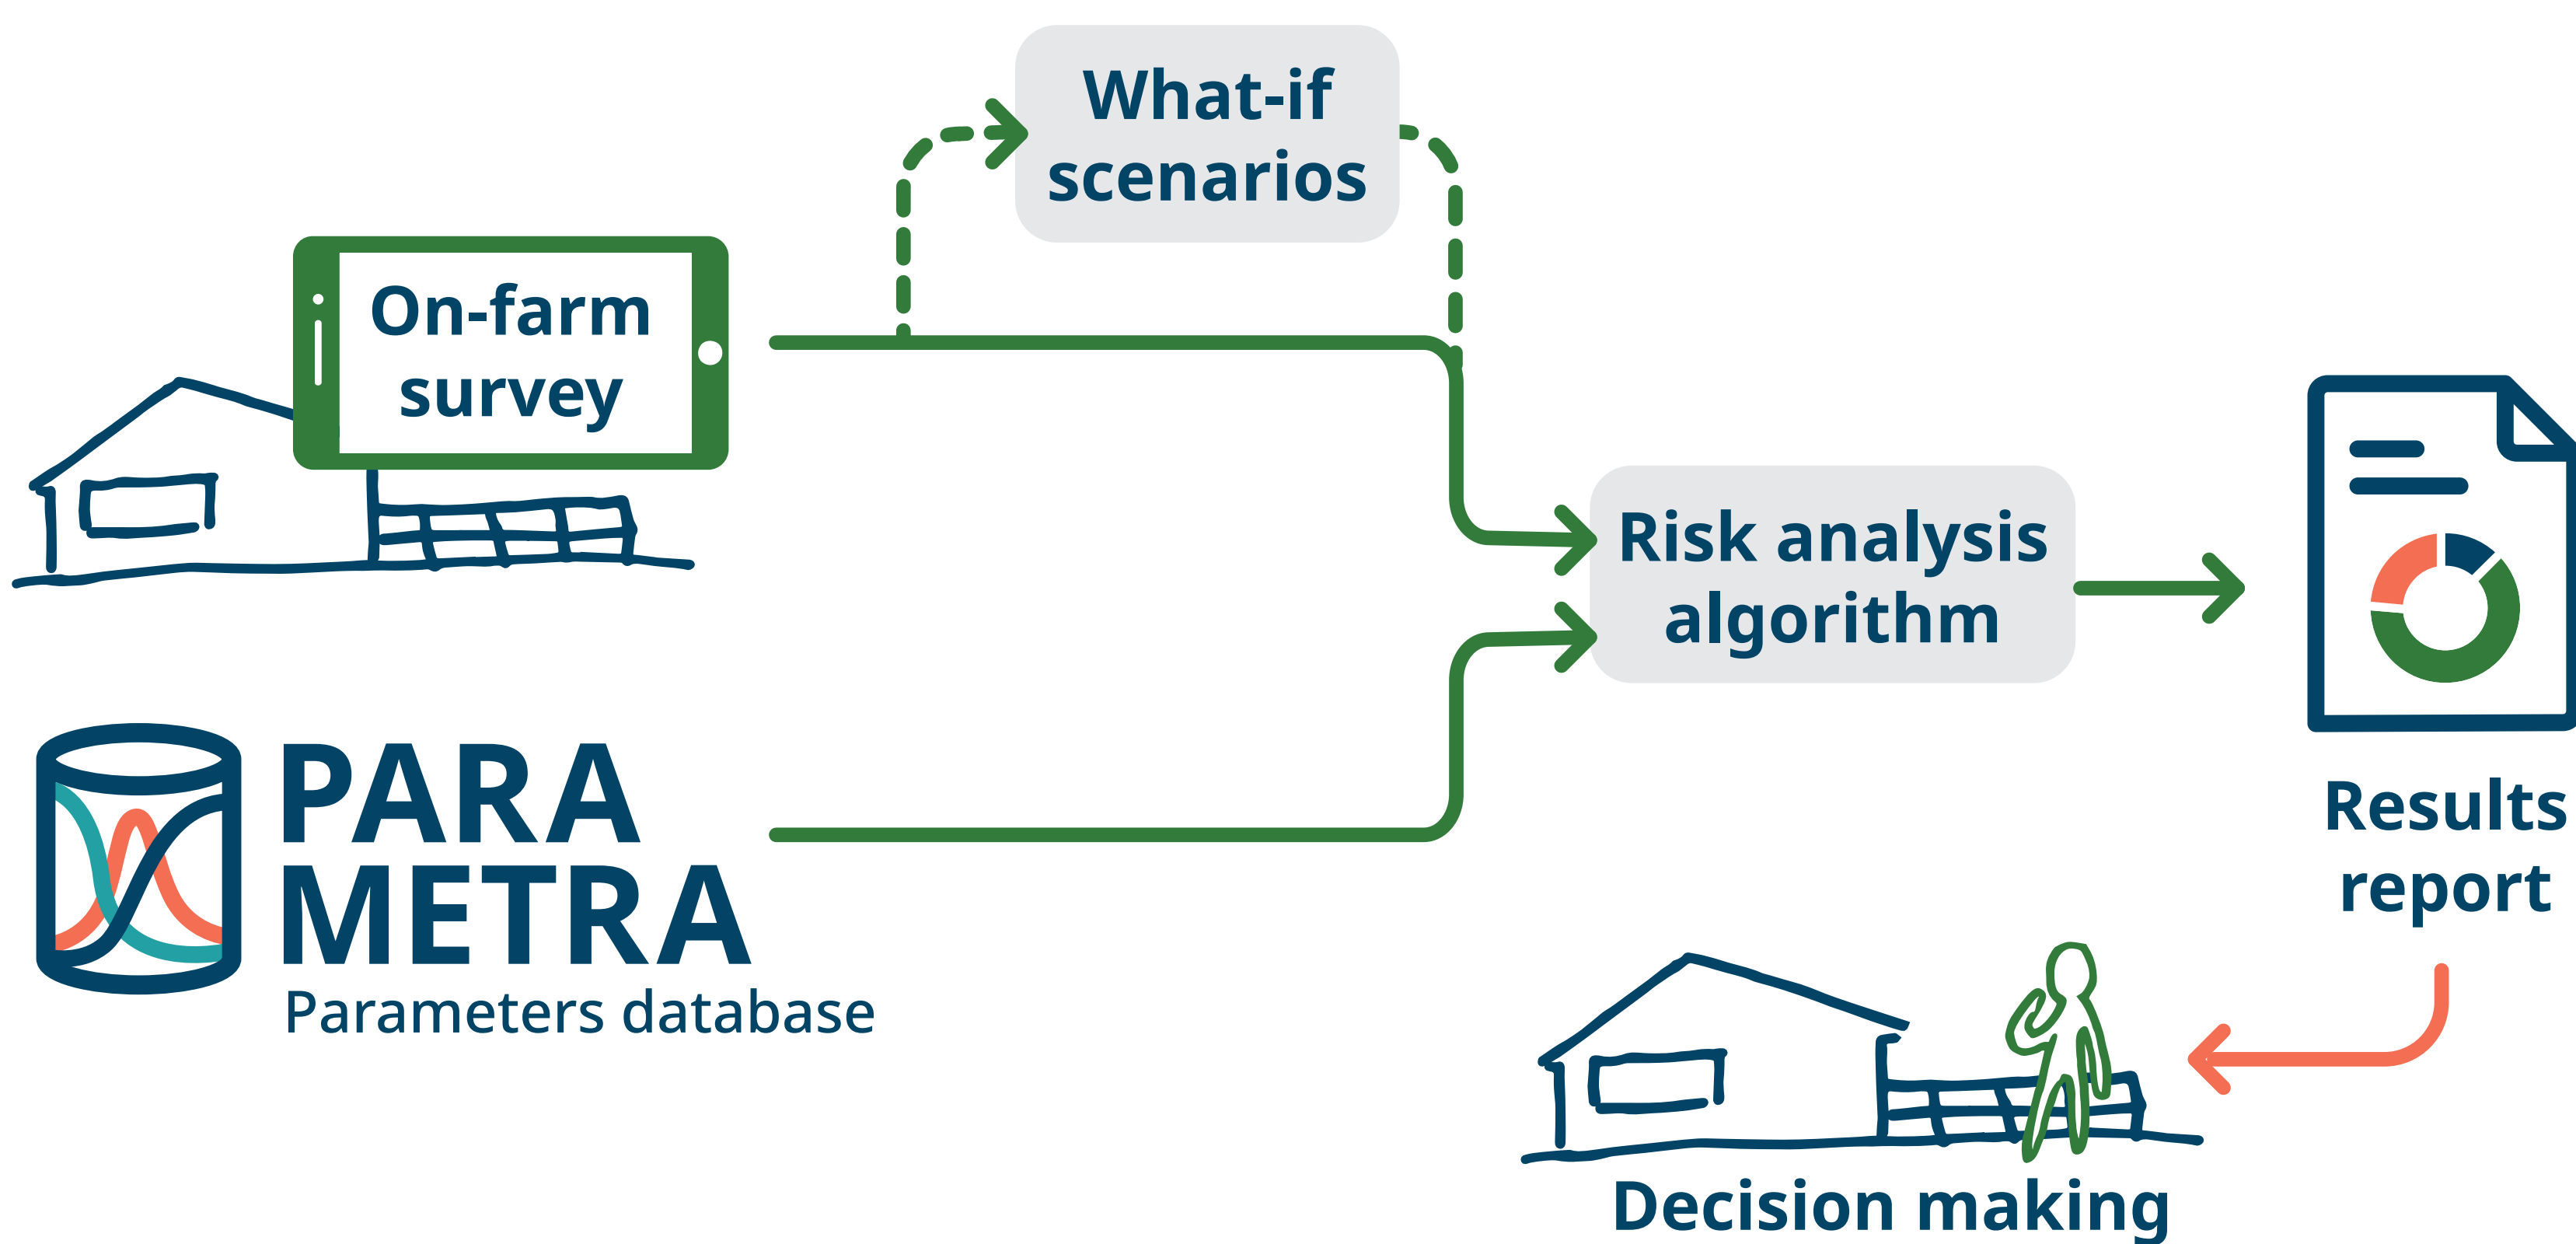 What-if
scenarios
On-farm
survey
Risk analysis
algorithm
PARA
METRA
Parameters database
Results
report
Decision making